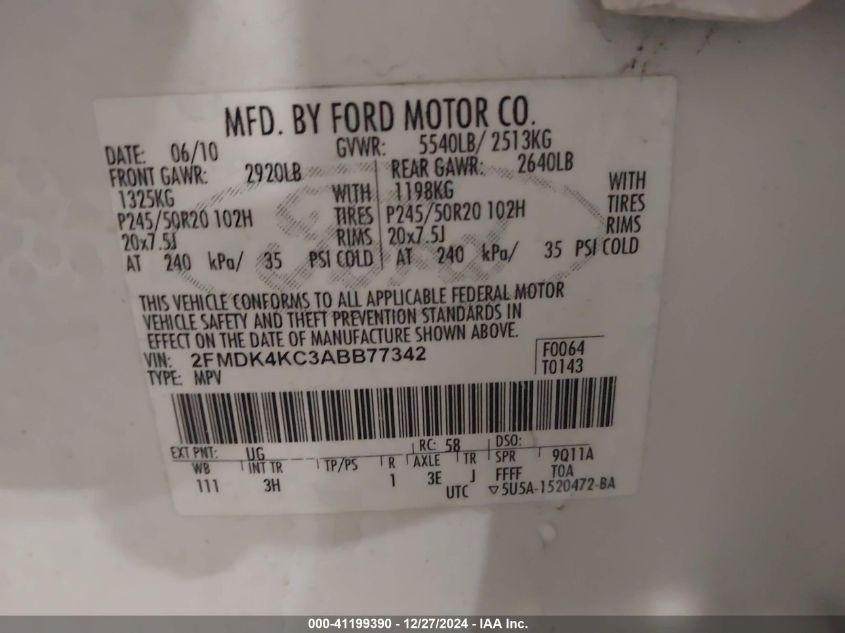 MFD. BY FORD MOTOR CO.
DATE: 06/10 GVWR: 5540LB/ 2513KG
FRONT GAWR: 2920LB REAR GAWR: 2640LB
1325KG WITH 1198KG WITH
P245/50R20 102H TIRES P245/50R20 102H TIRES
20x7.5J RIMS 20x7.5J RIMS
AT 240 kPa/ 35 PSI COLD AT 240 kPa/ 35 PSI COLD
Ford
THIS VEHICLE CONFORMS TO ALL APPLICABLE FEDERAL MOTOR
VEHICLE SAFETY AND THEFT PREVENTION STANDARDS IN
EFFECT ON THE DATE OF MANUFACTURE SHOWN ABOVE.
VIN: 2FMDK4KC3ABB77342 F0064
TYPE: MPV T0143
EXT PNT: UG RC: 58 DSO:
WB INT TR TP/PS R AXLE TR SPR 9Q11A
111 3H 1 3E J FFFF TOA
UTC ▽5U5A-1520472-BA
000-41199390 - 12/27/2024 - IAA Inc.